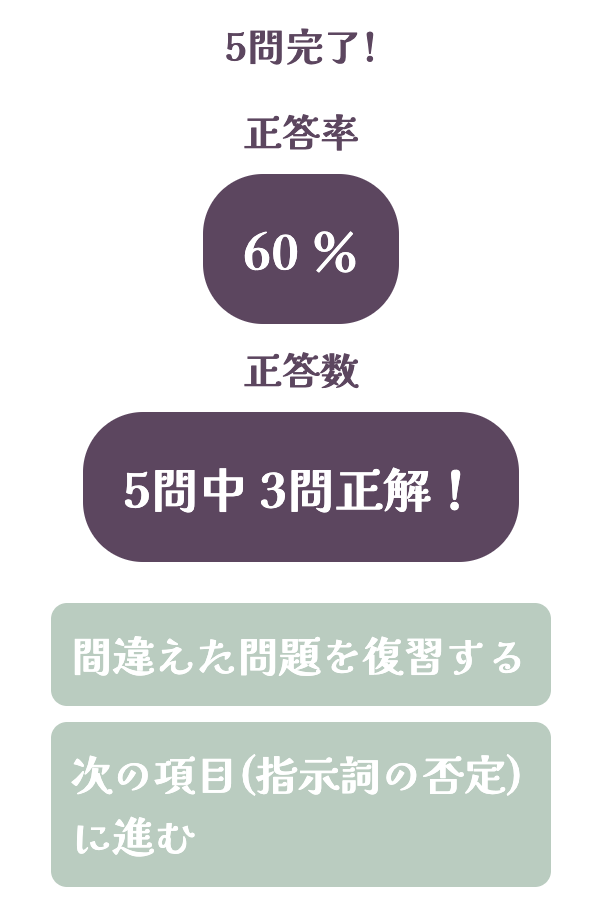 5問完了!
正答率
60 %
正答数
5問中 3問正解！
間違えた問題を復習する
次の項目(指示詞の否定)
に進む